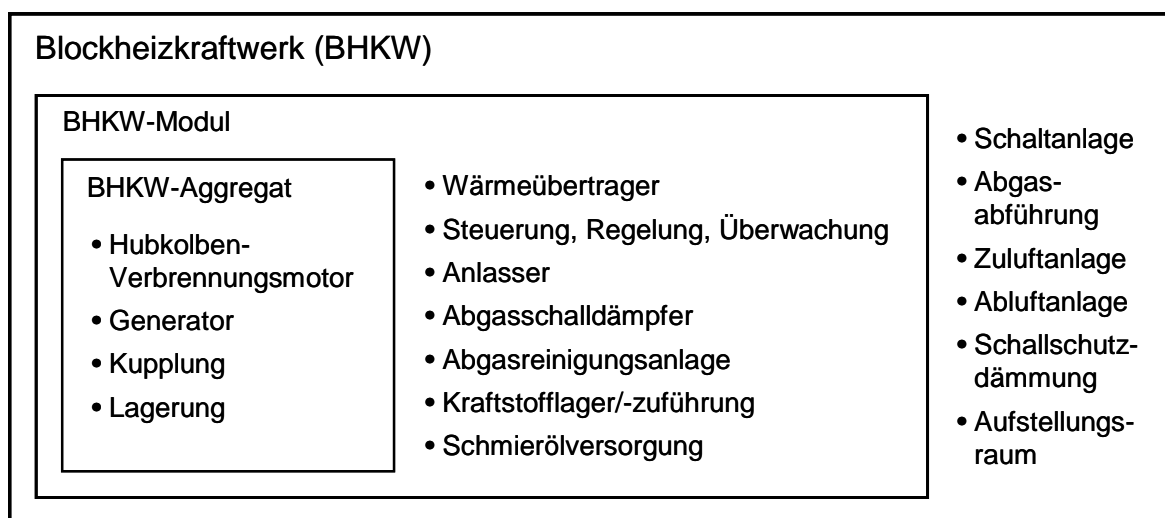 Blockheizkraftwerk (BHKW)
BHKW-Modul
BHKW-Aggregat
• Hubkolben-
Verbrennungsmotor
• Generator
• Kupplung
• Lagerung
• Wärmeübertrager
• Steuerung, Regelung, Überwachung
• Anlasser
• Abgasschalldämpfer
• Abgasreinigungsanlage
• Kraftstofflager/-zuführung
• Schmierölversorgung
• Schaltanlage
• Abgas-
abführung
• Zuluftanlage
• Abluftanlage
• Schallschutz-
dämmung
• Aufstellungs-
raum